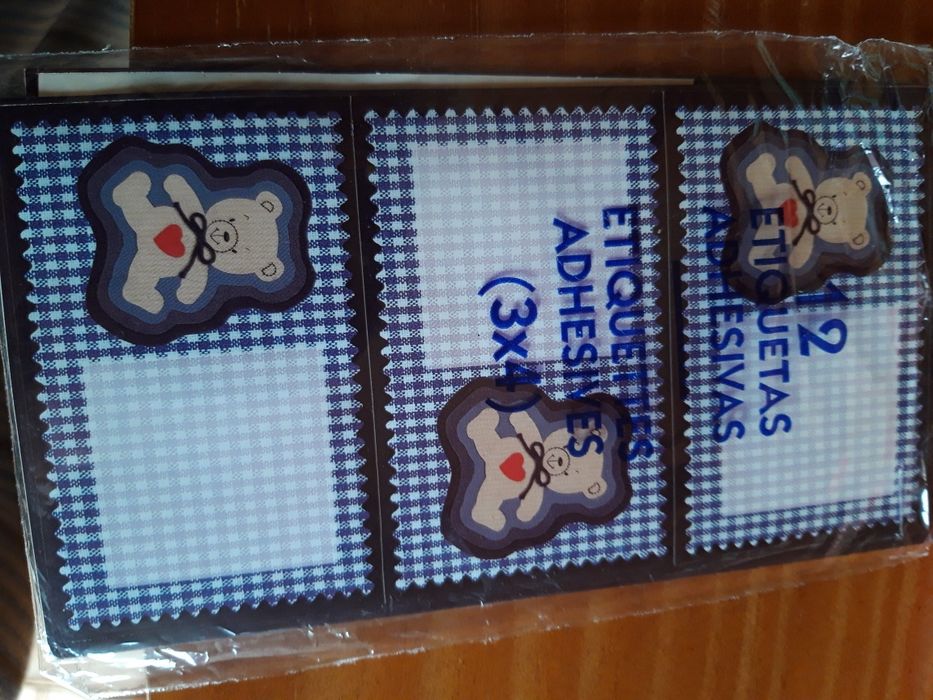 12
ETIQUETAS
ADHESIVAS
ETIQUETTES
ADHESIVES
(3x4)